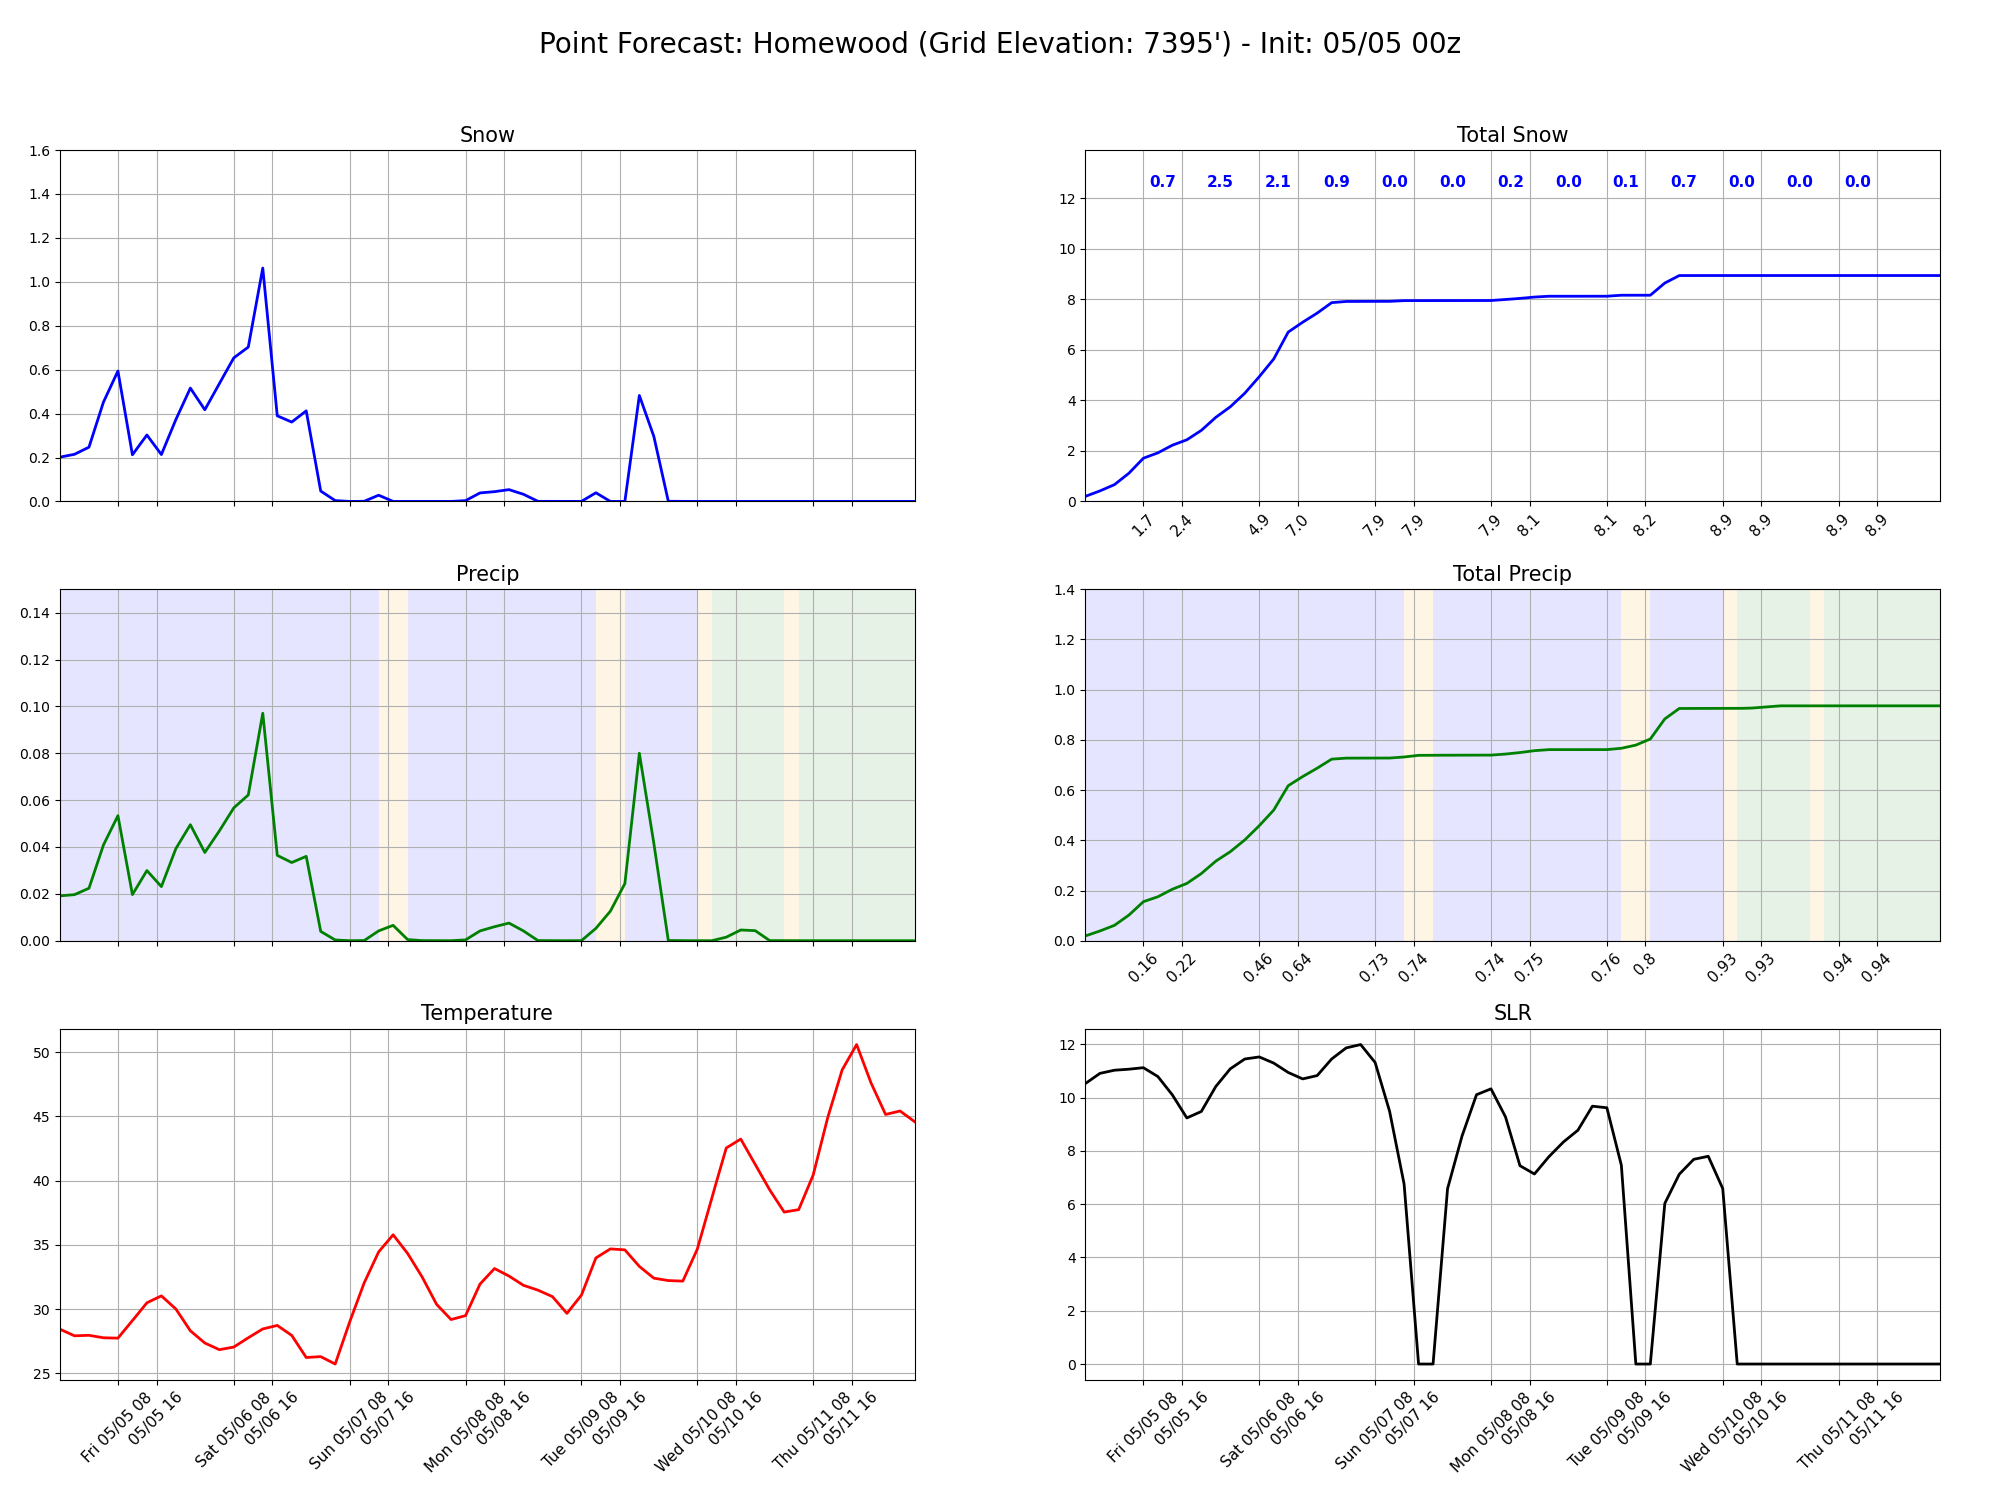 Point Forecast: Homewood (Grid Elevation: 7395') - Init: 05/05 00z
Snow
1.6
1.4
1.2
1.0
0.8
0.6
0.4
0.2
0.0
Total Snow
0.7 2.5 2.1 0.9 0.0 0.0 0.2 0.0 0.1 0.7 0.0 0.0 0.0
12
10
8
6
4
2
0
1.7 2.4 4.9 7.0 7.9 7.9 7.9 8.1 8.1 8.2 8.9 8.9 8.9 8.9
Precip
0.14
0.12
0.10
0.08
0.06
0.04
0.02
0.00
Total Precip
1.4
1.2
1.0
0.8
0.6
0.4
0.2
0.0
0.16 0.22 0.46 0.64 0.73 0.74 0.74 0.75 0.76 0.8 0.93 0.93 0.94 0.94
Temperature
50
45
40
35
30
25
Fri 05/05 08
05/05 16
Sat 05/06 08
05/06 16
Sun 05/07 08
05/07 16
Mon 05/08 08
05/08 16
Tue 05/09 08
05/09 16
Wed 05/10 08
05/10 16
Thu 05/11 08
05/11 16
SLR
12
10
8
6
4
2
0
Fri 05/05 08
05/05 16
Sat 05/06 08
05/06 16
Sun 05/07 08
05/07 16
Mon 05/08 08
05/08 16
Tue 05/09 08
05/09 16
Wed 05/10 08
05/10 16
Thu 05/11 08
05/11 16